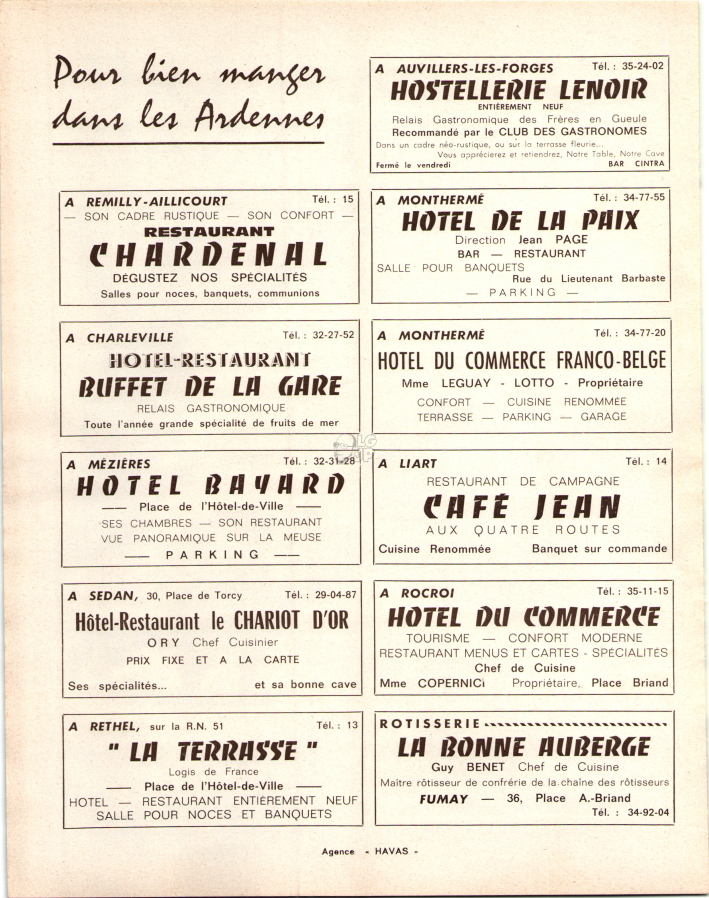 Pour bien manger
dans les Ardennes
A AUVILLERS-LES-FORGES Tél. : 35-24-02
HOSTELLERIE LENOIR
ENTIÈREMENT NEUF
Relais Gastronomique des Frères en Gueule
Recommandé par le CLUB DES GASTRONOMES
Dans un cadre néo-rustique, ou sur la terrasse fleurie...
Vous apprécierez et retiendrez, Notre Table, Notre Cave
Fermé le vendredi BAR CINTRA
A REMILLY-AILLICOURT Tél. : 15
— SON CADRE RUSTIQUE — SON CONFORT —
RESTAURANT
CHARDENAL
DÉGUSTEZ NOS SPÉCIALITÉS
Salles pour noces, banquets, communions
A MONTHERMÉ Tél. : 34-77-55
HOTEL DE LA PAIX
Direction Jean PAGE
BAR — RESTAURANT
SALLE POUR BANQUETS
Rue du Lieutenant Barbaste
— PARKING —
A CHARLEVILLE Tél. : 32-27-52
HOTEL-RESTAURANT
BUFFET DE LA GARE
RELAIS GASTRONOMIQUE
Toute l'année grande spécialité de fruits de mer
A MONTHERMÉ Tél. : 34-77-20
HOTEL DU COMMERCE FRANCO-BELGE
Mme LEGUAY - LOTTO - Propriétaire
CONFORT — CUISINE RENOMMÉE
TERRASSE — PARKING — GARAGE
A MÉZIÈRES Tél. : 32-31-28
HOTEL BAYARD
—— Place de l'Hôtel-de-Ville ——
SES CHAMBRES — SON RESTAURANT
VUE PANORAMIQUE SUR LA MEUSE
—— PARKING ——
A LIART Tél. : 14
RESTAURANT DE CAMPAGNE
CAFÉ JEAN
AUX QUATRE ROUTES
Cuisine Renommée Banquet sur commande
A SEDAN, 30, Place de Torcy Tél. : 29-04-87
Hôtel-Restaurant le CHARIOT D'OR
ORY Chef Cuisinier
PRIX FIXE ET A LA CARTE
Ses spécialités... et sa bonne cave
A ROCROI Tél. : 35-11-15
HOTEL DU COMMERCE
TOURISME — CONFORT MODERNE
RESTAURANT MENUS ET CARTES - SPÉCIALITÉS
Chef de Cuisine
Mme COPERNICi Propriétaire, Place Briand
A RETHEL, sur la R.N. 51 Tél. : 13
" LA TERRASSE "
Logis de France
—— Place de l'Hôtel-de-Ville ——
HOTEL — RESTAURANT ENTIÈREMENT NEUF
SALLE POUR NOCES ET BANQUETS
ROTISSERIE
LA BONNE AUBERGE
Guy BENET Chef de Cuisine
Maître rôtisseur de confrérie de la chaîne des rôtisseurs
FUMAY — 36, Place A.-Briand
Tél. : 34-92-04
Agence - HAVAS -